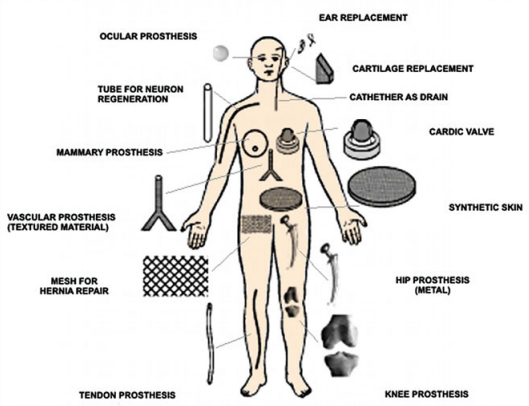 EAR REPLACEMENT
OCULAR PROSTHESIS
CARTILAGE REPLACEMENT
TUBE FOR NEURON
REGENERATION
CATHETHER AS DRAIN
CARDIC VALVE
MAMMARY PROSTHESIS
SYNTHETIC SKIN
VASCULAR PROSTHESIS
(TEXTURED MATERIAL)
MESH FOR
HERNIA REPAIR
HIP PROSTHESIS
(METAL)
TENDON PROSTHESIS
KNEE PROSTHESIS